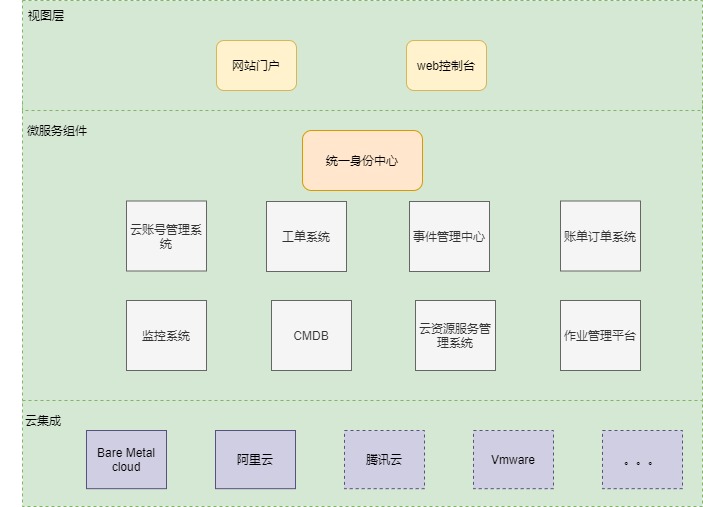 视图层
网站门户
web控制台
微服务组件
统一身份中心
云账号管理系
统
工单系统
事件管理中心
账单订单系统
监控系统
CMDB
云资源服务管
理系统
作业管理平台
云集成
Bare Metal
cloud
阿里云
腾讯云
Vmware
。。。